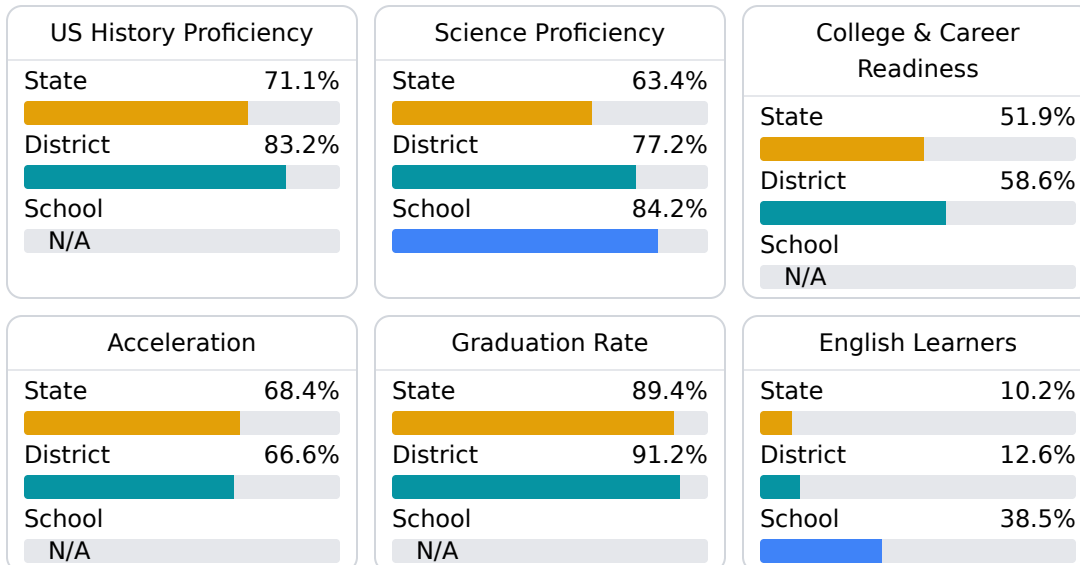 US History Proficiency
State 71.1%
District 83.2%
School
N/A
Science Proficiency
State 63.4%
District 77.2%
School 84.2%
College & Career
Readiness
State 51.9%
District 58.6%
School
N/A
Acceleration
State 68.4%
District 66.6%
School
N/A
Graduation Rate
State 89.4%
District 91.2%
School
N/A
English Learners
State 10.2%
District 12.6%
School 38.5%